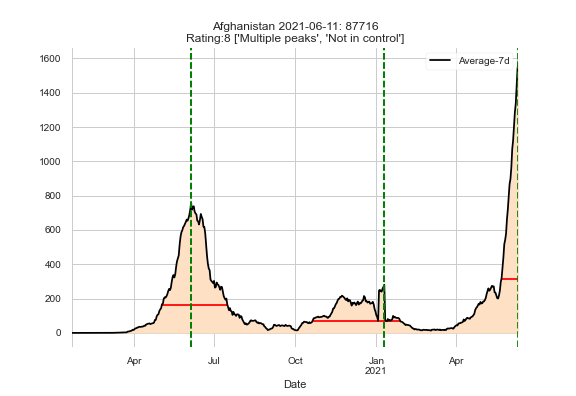 Afghanistan 2021-06-11: 87716
Rating:8 ['Multiple peaks', 'Not in control']
Average-7d
1600
1400
1200
1000
800
600
400
200
0
Apr Jul Oct Jan Apr
2021
Date